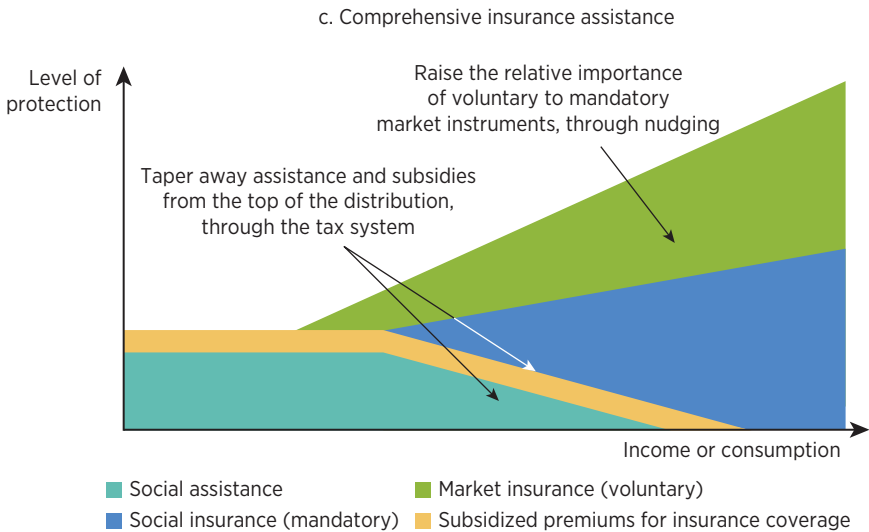 c. Comprehensive insurance assistance
Level of
protection
Raise the relative importance
of voluntary to mandatory
market instruments, through nudging
Taper away assistance and subsidies
from the top of the distribution,
through the tax system
Income or consumption
Social assistance
Market insurance (voluntary)
Social insurance (mandatory)
Subsidized premiums for insurance coverage